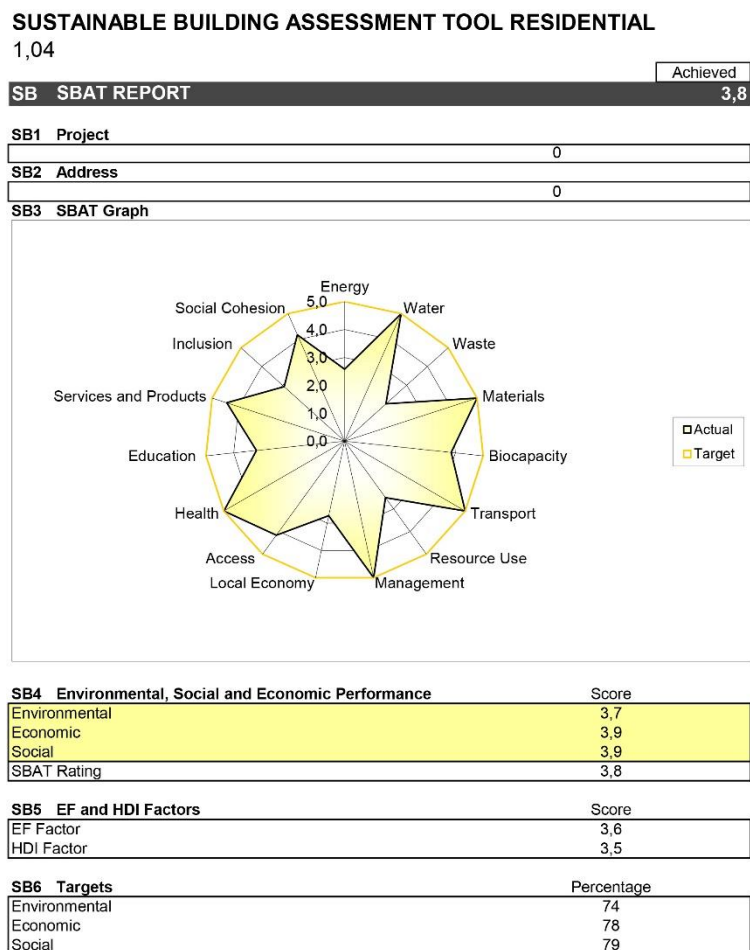 SUSTAINABLE BUILDING ASSESSMENT TOOL RESIDENTIAL
1,04
Achieved
SB SBAT REPORT 3,8
SB1 Project
0
SB2 Address
0
SB3 SBAT Graph
Energy
Social Cohesion 5,0 Water
4,0
Inclusion Waste
3,0
2,0
Services and Products Materials
1,0
Actual
0,0
Education Biocapacity Target
Health Transport
Access Resource Use
Local Economy Management
SB4 Environmental, Social and Economic Performance Score
Environmental 3,7
Economic 3,9
Social 3,9
SBAT Rating 3,8
SB5 EF and HDI Factors Score
EF Factor 3,6
HDI Factor 3,5
SB6 Targets Percentage
Environmental 74
Economic 78
Social 79